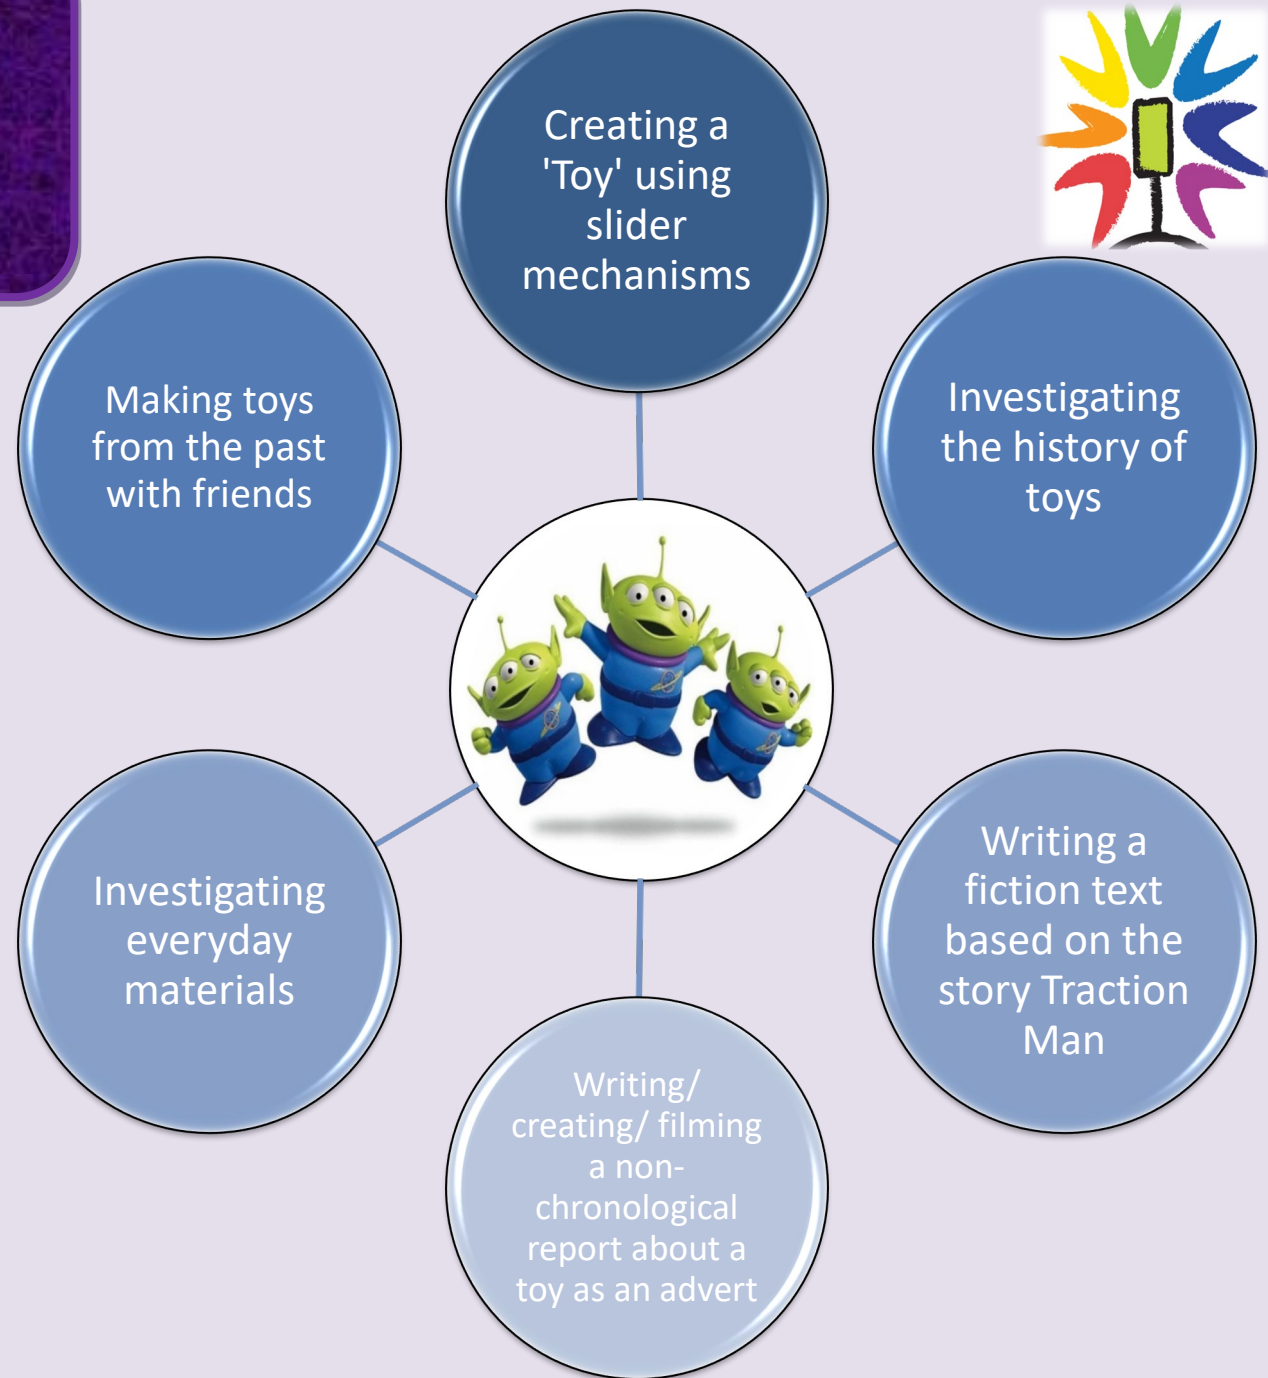 Creating a
'Toy' using
slider
mechanisms
Making toys
from the past
with friends
Investigating
the history of
toys
Investigating
everyday
materials
Writing a
fiction text
based on the
story Traction
Man
Writing/
creating/ filming
a non-
chronological
report about a
toy as an advert